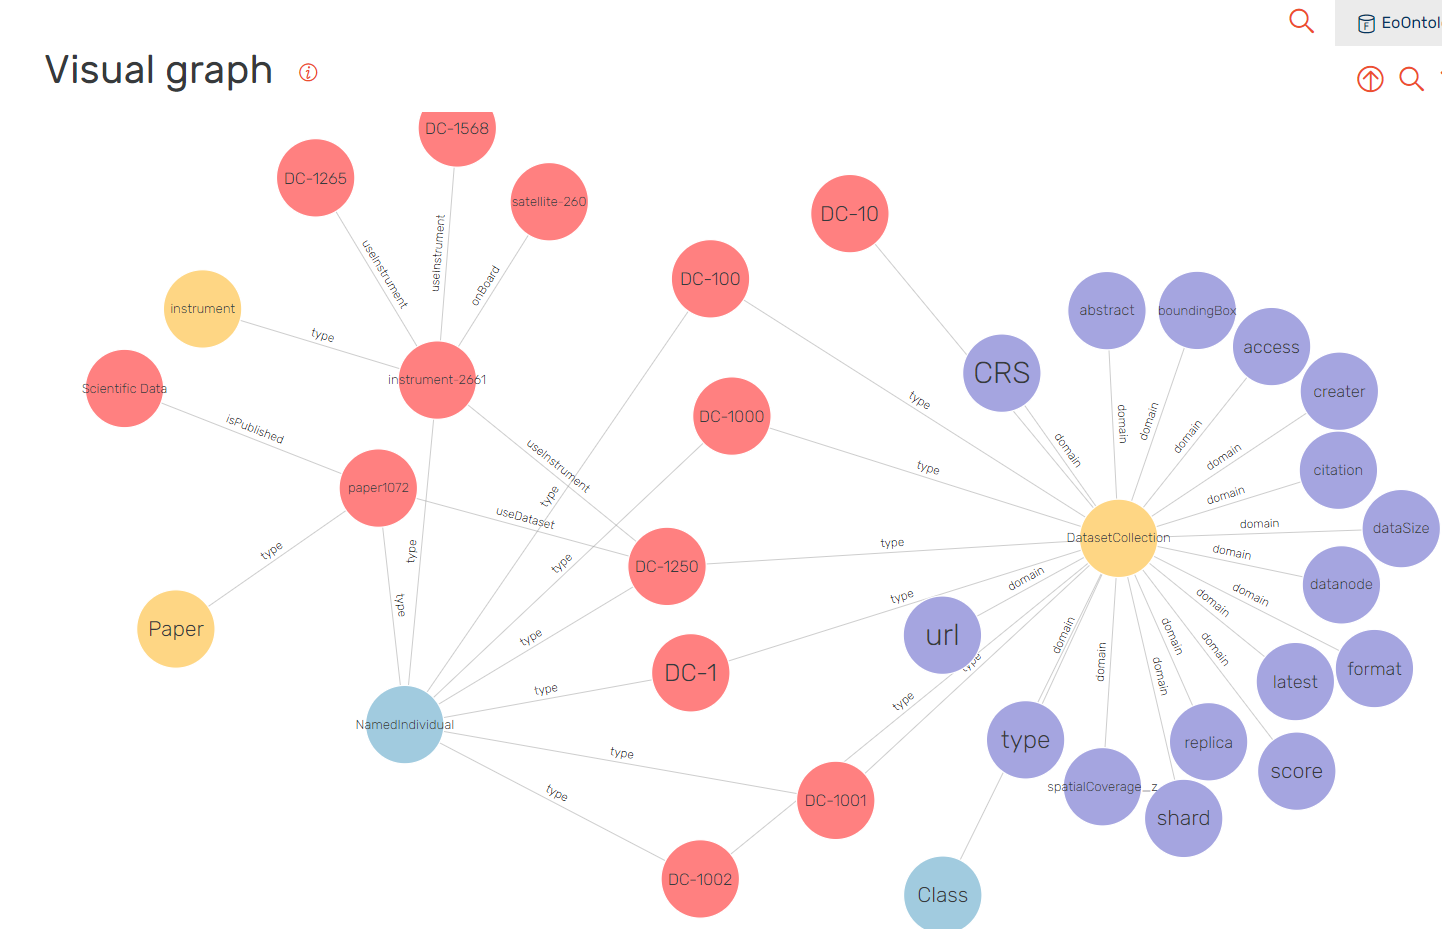 EoOntol
Visual graph
DC-1568
DC-1265
satellite-260
DC-10
useInstrument
useInstrument
onBoard
DC-100
instrument
type
abstract
boundingBox
access
CRS
instrument-2661
Scientific Data
creater
type
DC-1000
isPublished
domain
domain
domain
domain
domain
useInstrument
type
citation
paper1072
type
domain
useDataset
domain
dataSize
DatasetCollection
type
type
type
type
domain
DC-1250
type
domain
datanode
type
type
domain
domain
Paper
type
url
domain
domain
domain
type
domain
domain
DC-1
type
type
domain
format
latest
NamedIndividual
type
type
replica
type
score
spatialCoverage_z
type
DC-1001
shard
DC-1002
Class